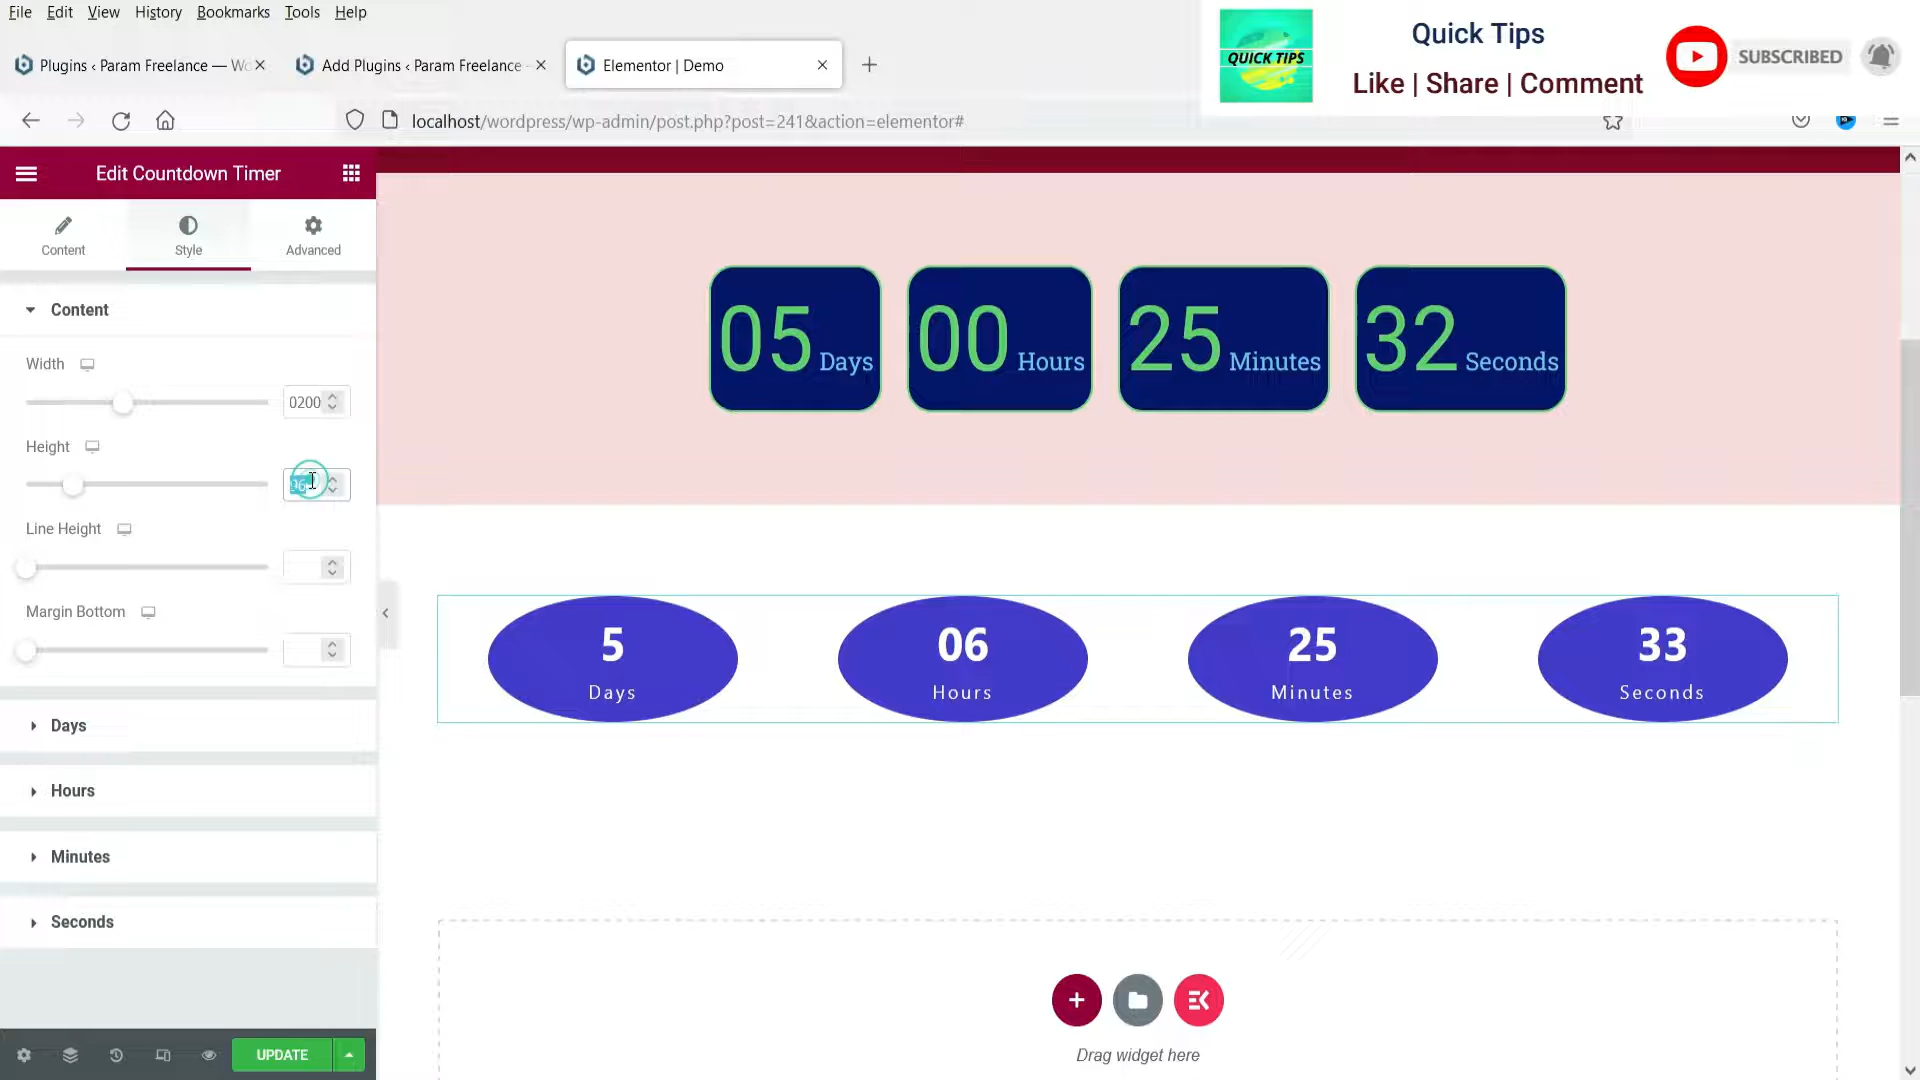 File Edit View History Bookmarks Tools Help
Quick Tips
QUICK TIPS
Like | Share | Comment
SUBSCRIBED
Plugins ‹ Param Freelance — Wo
Add Plugins ‹ Param Freelance
Elementor | Demo
localhost/wordpress/wp-admin/post.php?post=241&action=elementor#
Edit Countdown Timer
Content Style Advanced
Content
Width
0200
Height
Line Height
Margin Bottom
Days
Hours
Minutes
Seconds
UPDATE
05 Days 00 Hours 25 Minutes 32 Seconds
5 06 25 33
Days Hours Minutes Seconds
Drag widget here